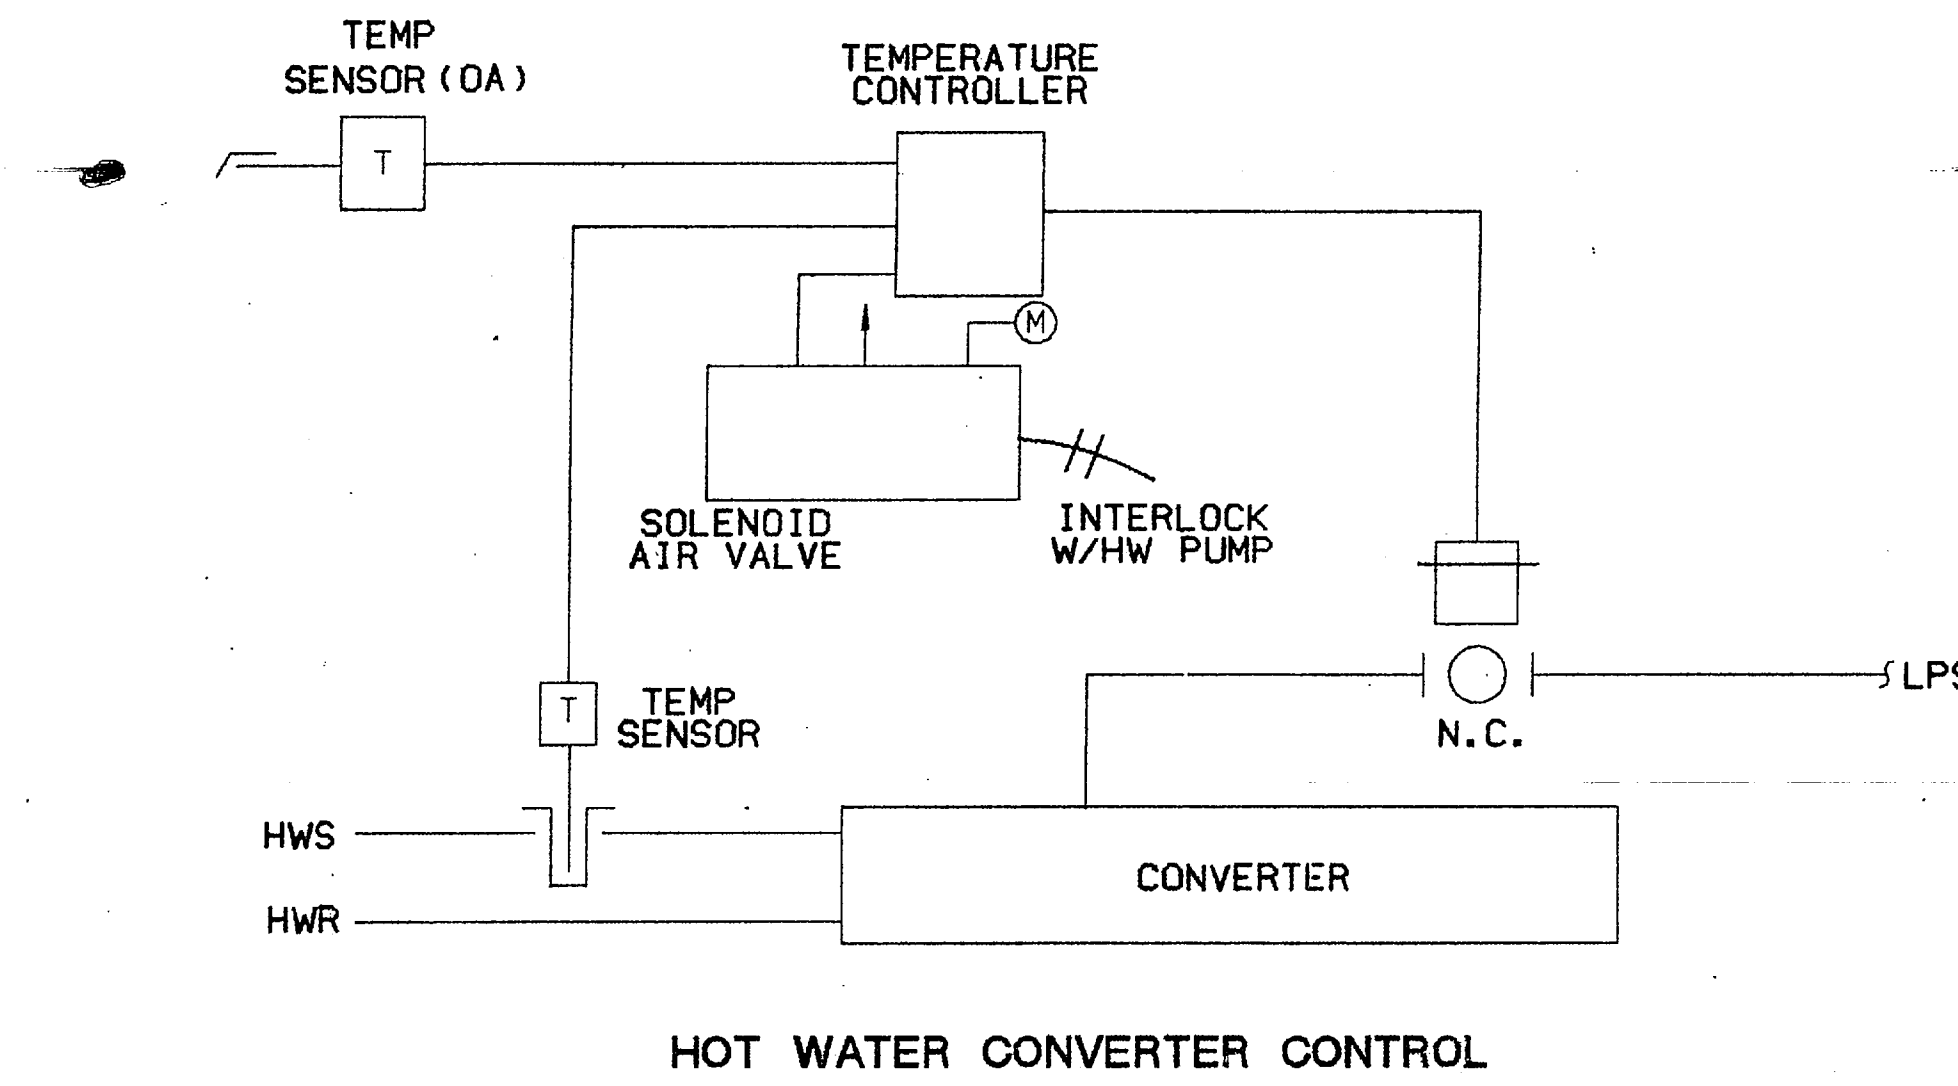 TEMP
SENSOR (OA)
TEMPERATURE
CONTROLLER
T
M
SOLENOID
AIR VALVE
INTERLOCK
W/HW PUMP
T
TEMP
SENSOR
LPS
N.C.
HWS
HWR
CONVERTER
HOT WATER CONVERTER CONTROL